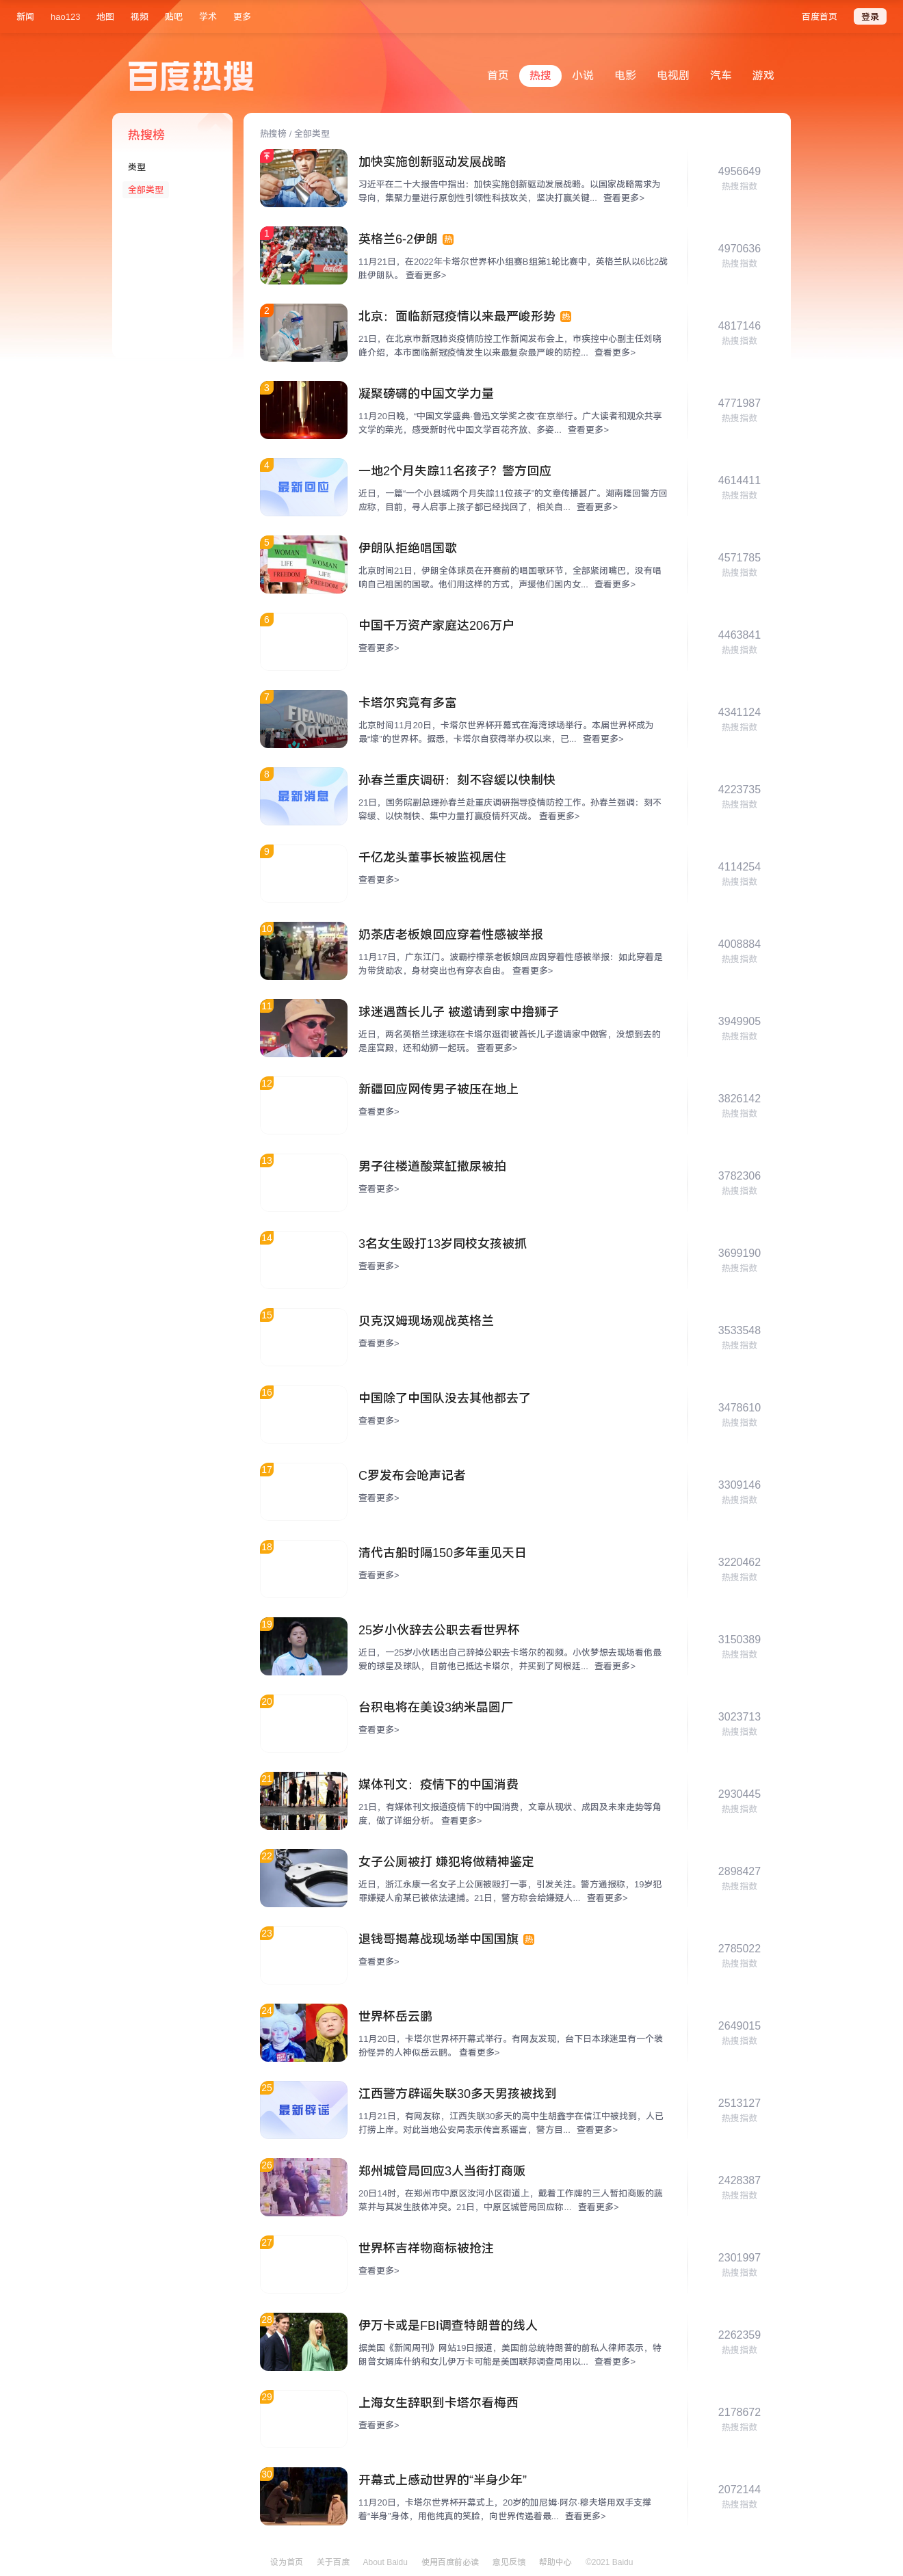 新闻 hao123 地图 视频 贴吧 学术 更多 百度首页 登录
百度热搜
首页 热搜 小说 电影 电视剧 汽车 游戏
热搜榜
类型
全部类型
热搜榜 / 全部类型
加快实施创新驱动发展战略
习近平在二十大报告中指出：加快实施创新驱动发展战略。以国家战略需求为
导向，集聚力量进行原创性引领性科技攻关，坚决打赢关键... 查看更多>
4956649
热搜指数
1
英格兰6-2伊朗 热
11月21日，在2022年卡塔尔世界杯小组赛B组第1轮比赛中，英格兰队以6比2战
胜伊朗队。 查看更多>
4970636
热搜指数
2
北京：面临新冠疫情以来最严峻形势 热
21日，在北京市新冠肺炎疫情防控工作新闻发布会上，市疾控中心副主任刘晓
峰介绍，本市面临新冠疫情发生以来最复杂最严峻的防控... 查看更多>
4817146
热搜指数
3
凝聚磅礴的中国文学力量
11月20日晚，“中国文学盛典·鲁迅文学奖之夜”在京举行。广大读者和观众共享
文学的荣光，感受新时代中国文学百花齐放、多姿... 查看更多>
4771987
热搜指数
4
最新回应
一地2个月失踪11名孩子？警方回应
近日，一篇“一个小县城两个月失踪11位孩子”的文章传播甚广。湖南隆回警方回
应称，目前，寻人启事上孩子都已经找回了，相关自... 查看更多>
4614411
热搜指数
5
WOMAN
LIFE
FREEDOM
WOMAN
LIFE
FREEDOM
伊朗队拒绝唱国歌
北京时间21日，伊朗全体球员在开赛前的唱国歌环节，全部紧闭嘴巴，没有唱
响自己祖国的国歌。他们用这样的方式，声援他们国内女... 查看更多>
4571785
热搜指数
6
中国千万资产家庭达206万户
查看更多>
4463841
热搜指数
7
卡塔尔究竟有多富
北京时间11月20日，卡塔尔世界杯开幕式在海湾球场举行。本届世界杯成为
最“壕”的世界杯。据悉，卡塔尔自获得举办权以来，已... 查看更多>
4341124
热搜指数
8
最新消息
孙春兰重庆调研：刻不容缓以快制快
21日，国务院副总理孙春兰赴重庆调研指导疫情防控工作。孙春兰强调：刻不
容缓、以快制快、集中力量打赢疫情歼灭战。 查看更多>
4223735
热搜指数
9
千亿龙头董事长被监视居住
查看更多>
4114254
热搜指数
10
奶茶店老板娘回应穿着性感被举报
11月17日，广东江门。波霸柠檬茶老板娘回应因穿着性感被举报：如此穿着是
为带货助农，身材突出也有穿衣自由。 查看更多>
4008884
热搜指数
11
球迷遇酋长儿子 被邀请到家中撸狮子
近日，两名英格兰球迷称在卡塔尔逛街被酋长儿子邀请家中做客，没想到去的
是座宫殿，还和幼狮一起玩。 查看更多>
3949905
热搜指数
12
新疆回应网传男子被压在地上
查看更多>
3826142
热搜指数
13
男子往楼道酸菜缸撒尿被拍
查看更多>
3782306
热搜指数
14
3名女生殴打13岁同校女孩被抓
查看更多>
3699190
热搜指数
15
贝克汉姆现场观战英格兰
查看更多>
3533548
热搜指数
16
中国除了中国队没去其他都去了
查看更多>
3478610
热搜指数
17
C罗发布会呛声记者
查看更多>
3309146
热搜指数
18
清代古船时隔150多年重见天日
查看更多>
3220462
热搜指数
19
25岁小伙辞去公职去看世界杯
近日，一25岁小伙晒出自己辞掉公职去卡塔尔的视频。小伙梦想去现场看他最
爱的球星及球队，目前他已抵达卡塔尔，并买到了阿根廷... 查看更多>
3150389
热搜指数
20
台积电将在美设3纳米晶圆厂
查看更多>
3023713
热搜指数
21
媒体刊文：疫情下的中国消费
21日，有媒体刊文报道疫情下的中国消费，文章从现状、成因及未来走势等角
度，做了详细分析。 查看更多>
2930445
热搜指数
22
女子公厕被打 嫌犯将做精神鉴定
近日，浙江永康一名女子上公厕被殴打一事，引发关注。警方通报称，19岁犯
罪嫌疑人俞某已被依法逮捕。21日，警方称会给嫌疑人... 查看更多>
2898427
热搜指数
23
退钱哥揭幕战现场举中国国旗 热
查看更多>
2785022
热搜指数
24
世界杯岳云鹏
11月20日，卡塔尔世界杯开幕式举行。有网友发现，台下日本球迷里有一个装
扮怪异的人神似岳云鹏。 查看更多>
2649015
热搜指数
25
最新辟谣
江西警方辟谣失联30多天男孩被找到
11月21日，有网友称，江西失联30多天的高中生胡鑫宇在信江中被找到，人已
打捞上岸。对此当地公安局表示传言系谣言，警方目... 查看更多>
2513127
热搜指数
26
郑州城管局回应3人当街打商贩
20日14时，在郑州市中原区汝河小区街道上，戴着工作牌的三人暂扣商贩的蔬
菜并与其发生肢体冲突。21日，中原区城管局回应称... 查看更多>
2428387
热搜指数
27
世界杯吉祥物商标被抢注
查看更多>
2301997
热搜指数
28
伊万卡或是FBI调查特朗普的线人
据美国《新闻周刊》网站19日报道，美国前总统特朗普的前私人律师表示，特
朗普女婿库什纳和女儿伊万卡可能是美国联邦调查局用以... 查看更多>
2262359
热搜指数
29
上海女生辞职到卡塔尔看梅西
查看更多>
2178672
热搜指数
30
开幕式上感动世界的“半身少年”
11月20日，卡塔尔世界杯开幕式上，20岁的加尼姆·阿尔·穆夫塔用双手支撑
着“半身”身体，用他纯真的笑脸，向世界传递着最... 查看更多>
2072144
热搜指数
设为首页 关于百度 About Baidu 使用百度前必读 意见反馈 帮助中心 ©2021 Baidu